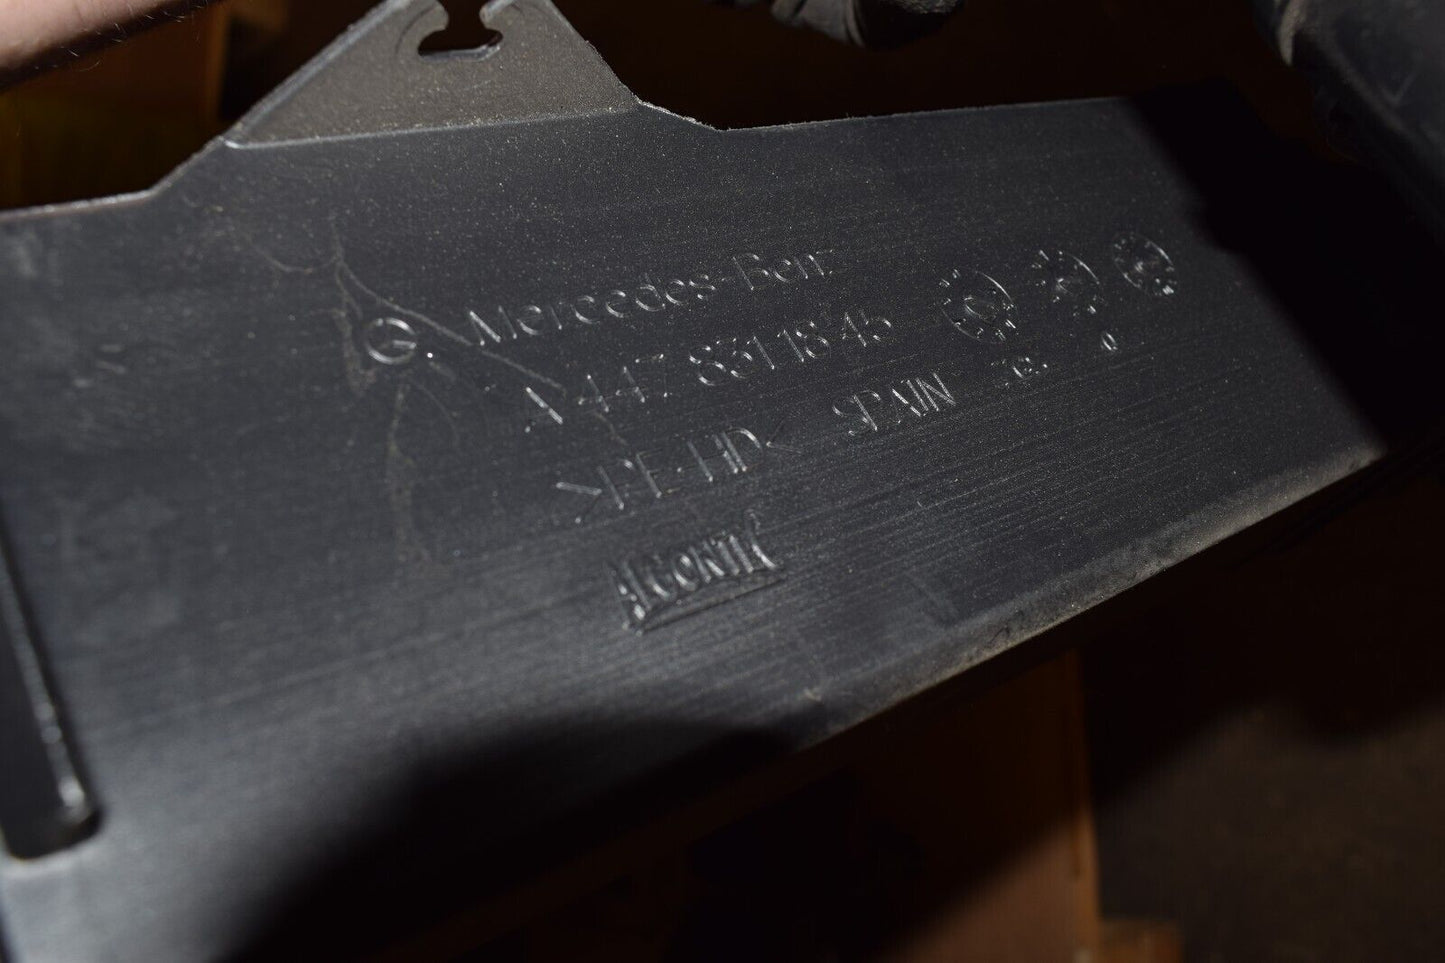 Mercedes-Benz
A 447 831 18 45
>PE-HD< SPAIN